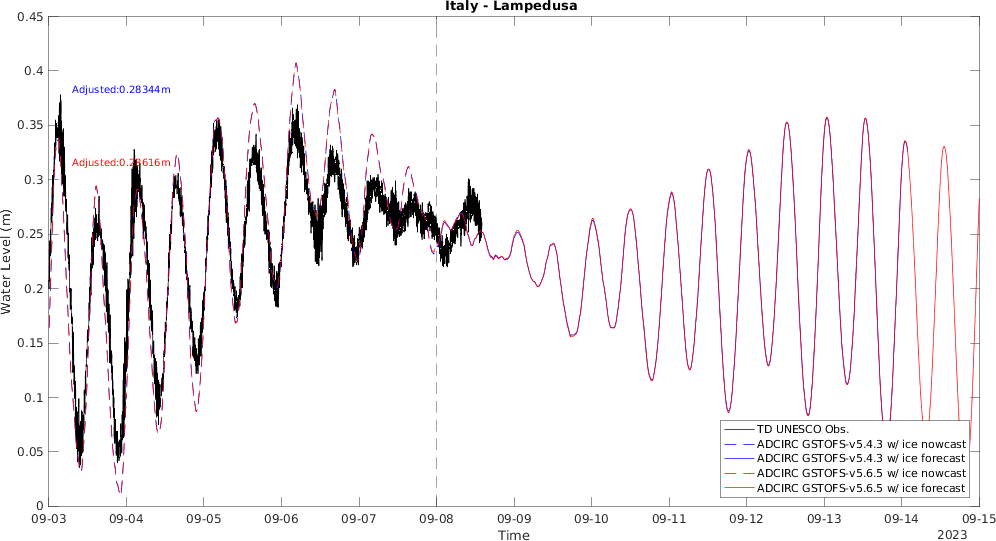 Italy - Lampedusa
0.45
0.4
0.35
0.3
0.25
0.2
0.15
0.1
0.05
0
Water Level (m)
Adjusted:0.28344m
Adjusted:0.28616m
TD UNESCO Obs.
ADCIRC GSTOFS-v5.4.3 w/ ice nowcast
ADCIRC GSTOFS-v5.4.3 w/ ice forecast
ADCIRC GSTOFS-v5.6.5 w/ ice nowcast
ADCIRC GSTOFS-v5.6.5 w/ ice forecast
09-03 09-04 09-05 09-06 09-07 09-08 09-09 09-10 09-11 09-12 09-13 09-14 09-15
Time
2023